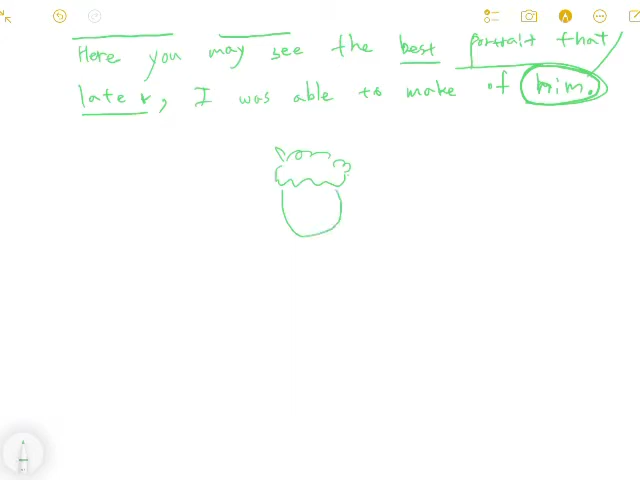 Here you may see the best portrait that
later, I was able to make of him.